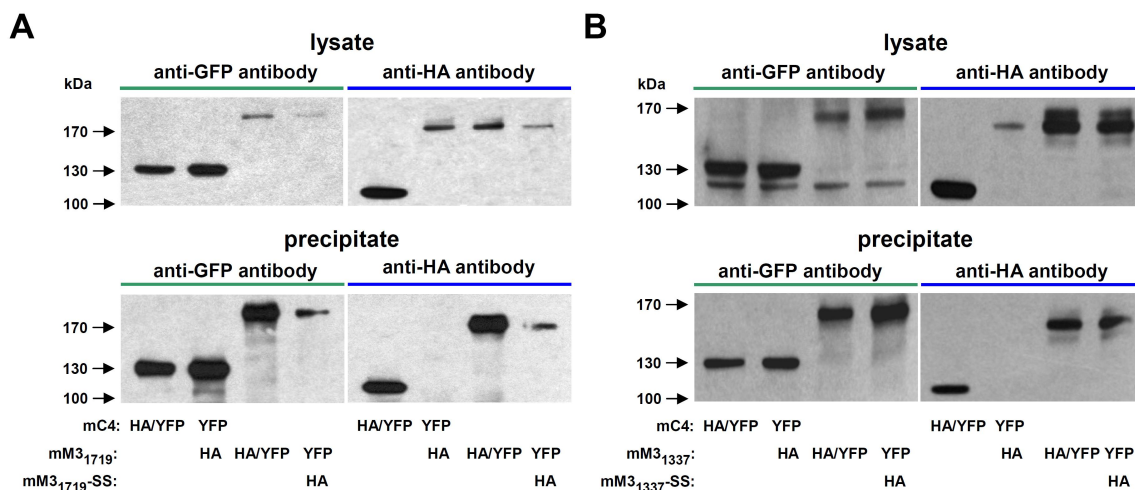 A
lysate
anti-GFP antibody anti-HA antibody
kDa
170
130
100
precipitate
anti-GFP antibody anti-HA antibody
170
130
100
mC4: HA/YFP YFP HA/YFP YFP
mM3₁₇₁₉: HA HA/YFP YFP HA HA/YFP YFP
mM3₁₇₁₉-SS: HA HA
B
lysate
anti-GFP antibody anti-HA antibody
kDa
170
130
100
precipitate
anti-GFP antibody anti-HA antibody
170
130
100
mC4: HA/YFP YFP HA/YFP YFP
mM3₁₃₃₇: HA HA/YFP YFP HA HA/YFP YFP
mM3₁₃₃₇-SS: HA HA